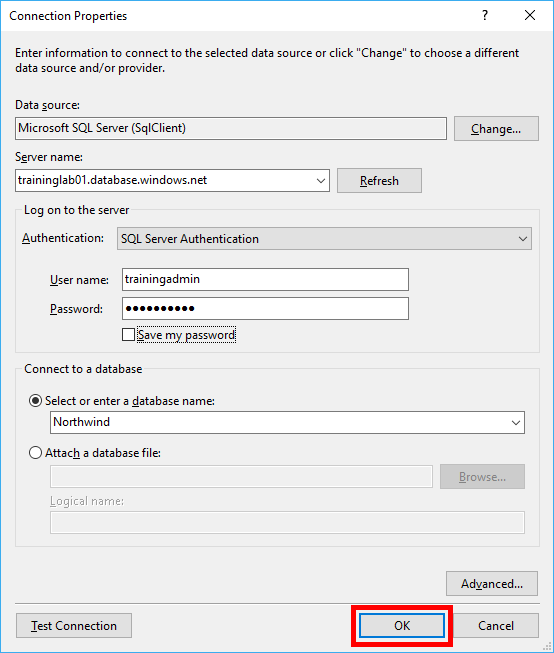 Connection Properties
?
Enter information to connect to the selected data source or click "Change" to choose a different
data source and/or provider.
Data source:
Microsoft SQL Server (SqlClient)
Change...
Server name:
traininglab01.database.windows.net
Refresh
Log on to the server
Authentication:
SQL Server Authentication
User name:
trainingadmin
Password:
●●●●●●●●●●
Save my password
Connect to a database
Select or enter a database name:
Northwind
Attach a database file:
Browse...
Logical name:
Advanced...
Test Connection
OK
Cancel